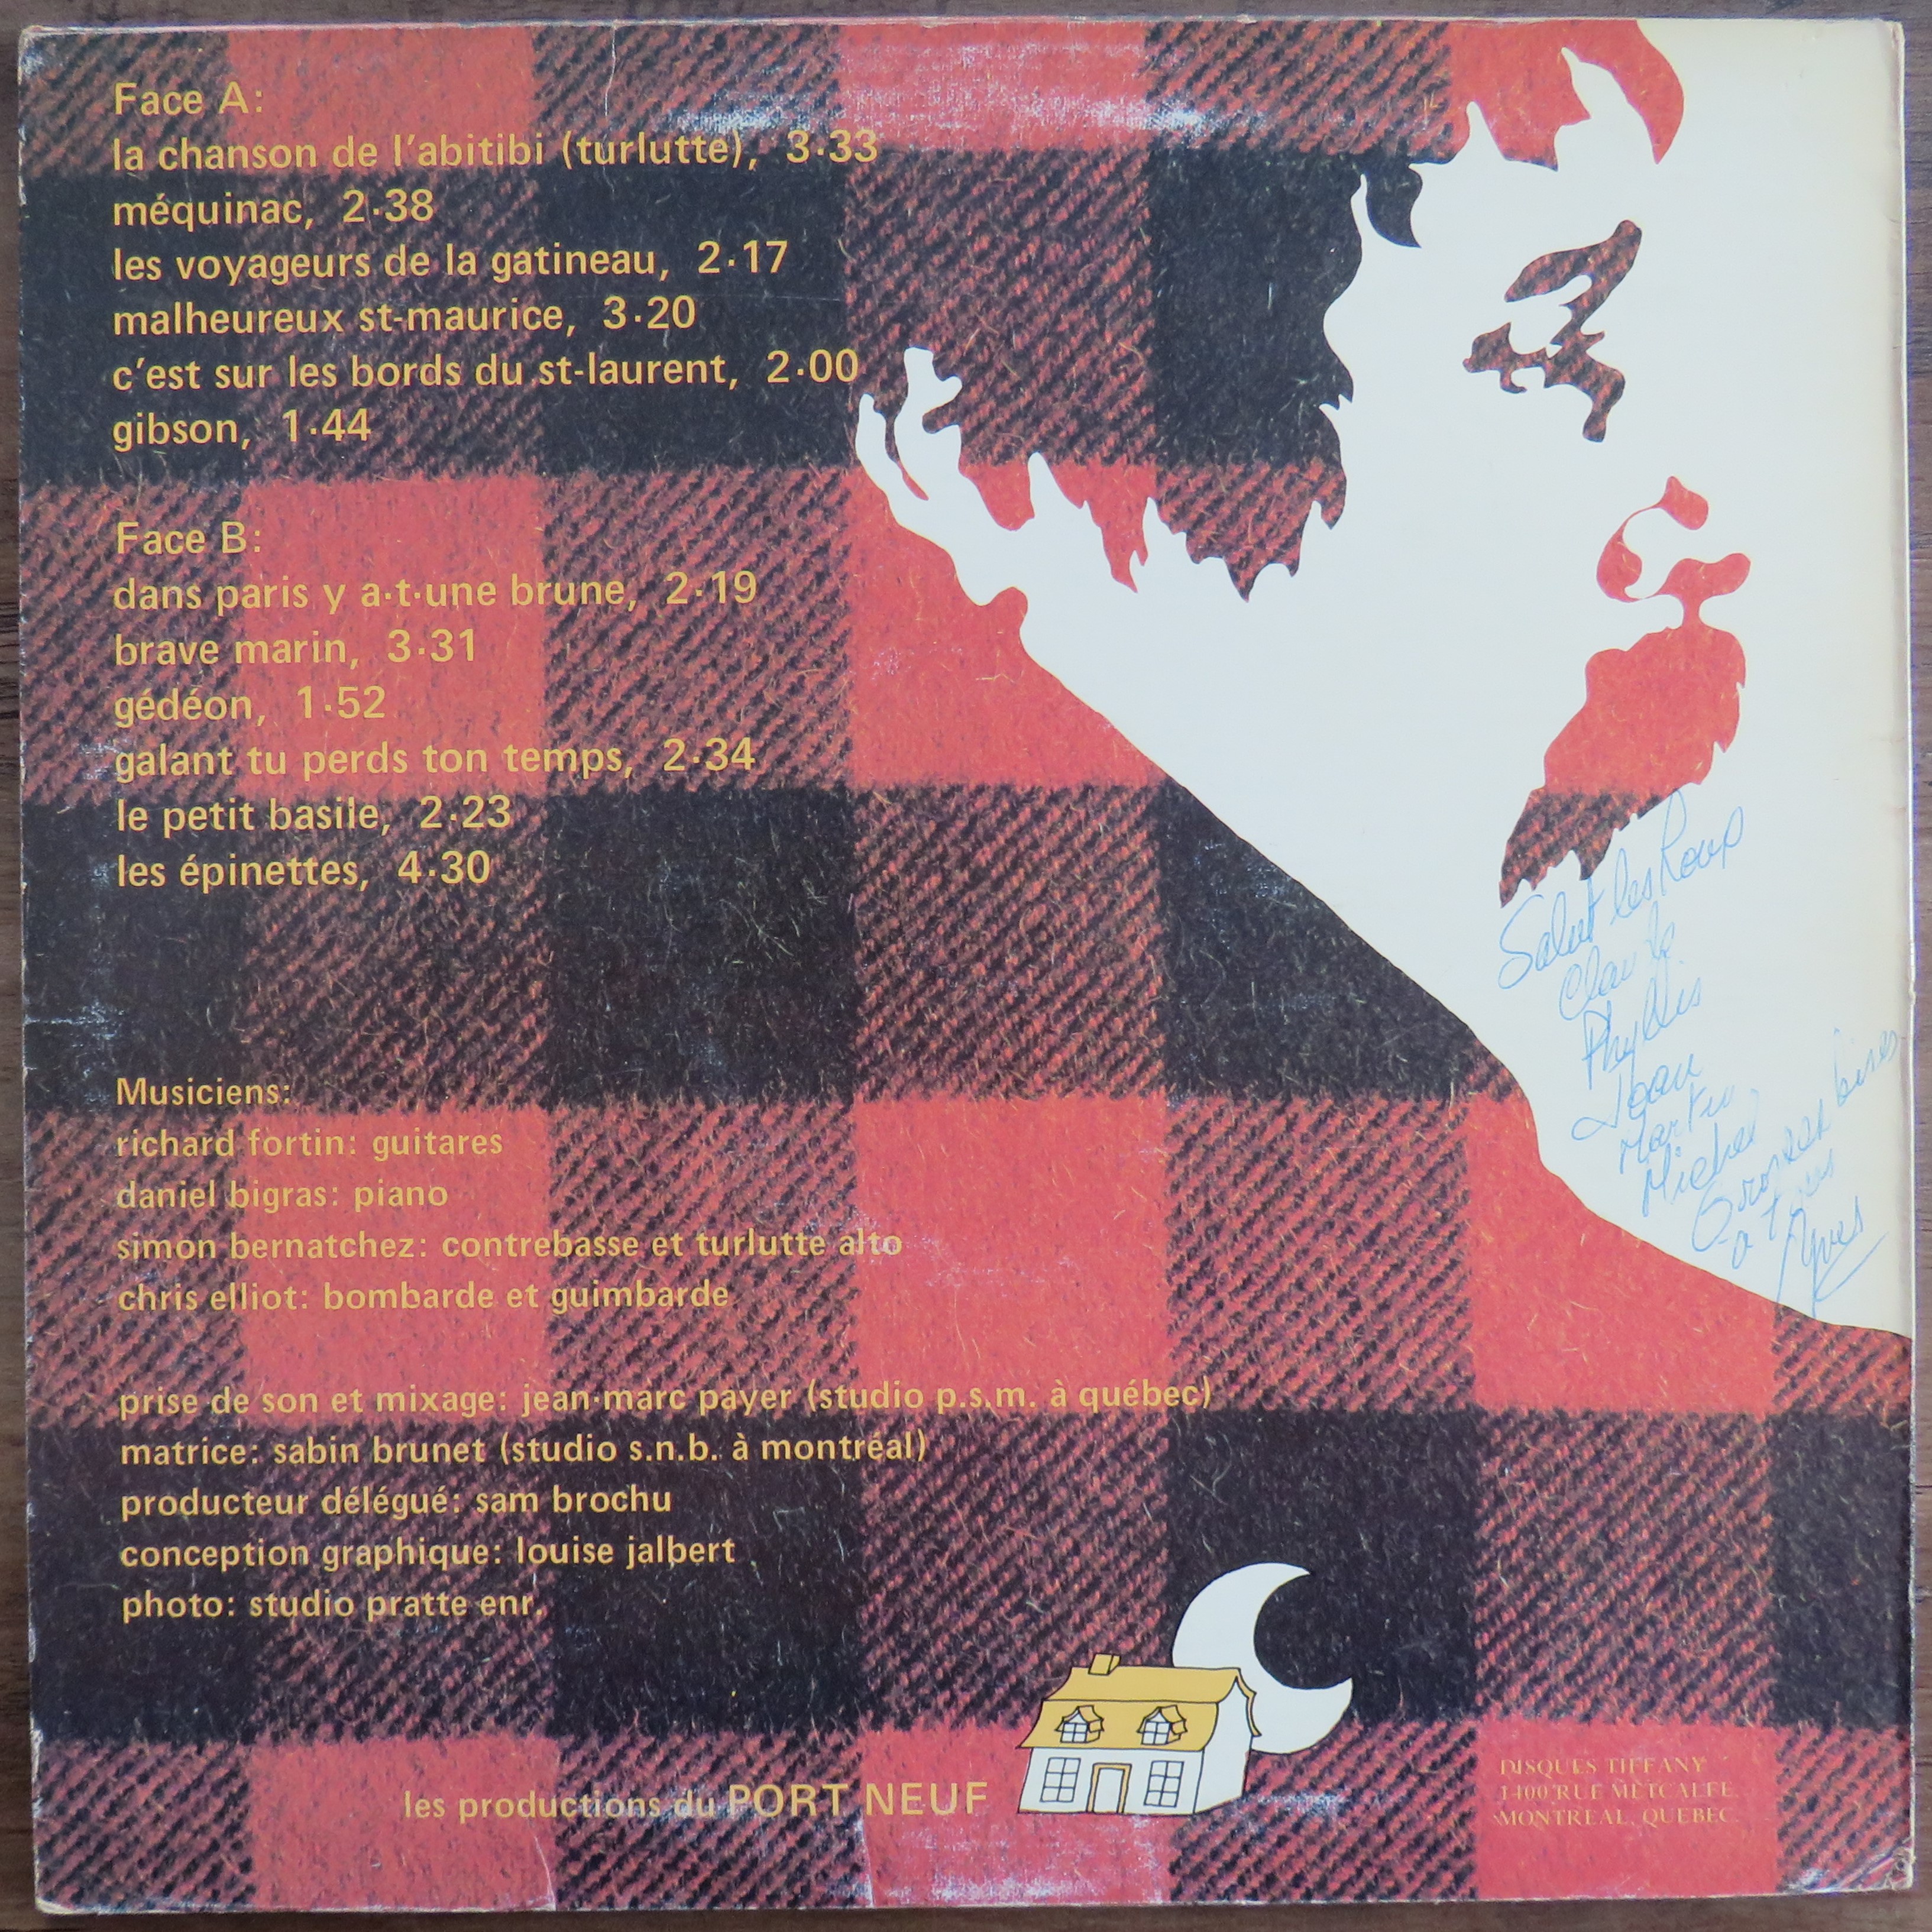 Face A:
la chanson de l'abitibi (turlutte), 3·33
méquinac, 2·38
les voyageurs de la gatineau, 2·17
malheureux st-maurice, 3·20
c'est sur les bords du st-laurent, 2·00
gibson, 1·44
Face B:
dans paris y a·t·une brune, 2·19
brave marin, 3·31
gédéon, 1·52
galant tu perds ton temps, 2·34
le petit basile, 2·23
les épinettes, 4·30
Salut les Roux
Claude
Phyllis
Jean
Martin
Michel
Grosses bises
à tous
Yves
Musiciens:
richard fortin: guitares
daniel bigras: piano
simon bernatchez: contrebasse et turlutte alto
chris elliot: bombarde et guimbarde
prise de son et mixage: jean·marc payer (studio p.s.m. à québec)
matrice: sabin brunet (studio s.n.b. à montréal)
producteur délégué: sam brochu
conception graphique: louise jalbert
photo: studio pratte enr.
les productions du PORT NEUF
DISQUES TIFFANY
1400 RUE METCALFE,
MONTREAL, QUEBEC.